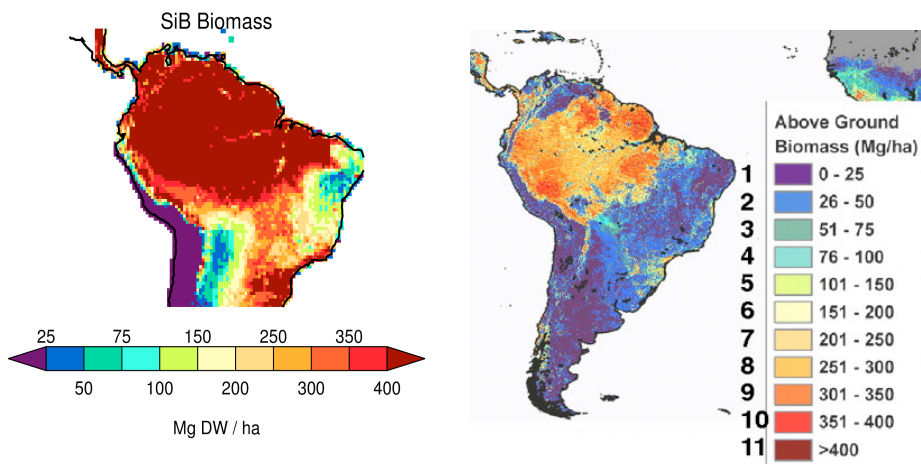 SiB Biomass
25 75 150 250 350
50 100 200 300 400
Mg DW / ha
Above Ground
Biomass (Mg/ha)
1 0 - 25
2 26 - 50
3 51 - 75
4 76 - 100
5 101 - 150
6 151 - 200
7 201 - 250
8 251 - 300
9 301 - 350
10 351 - 400
11 >400